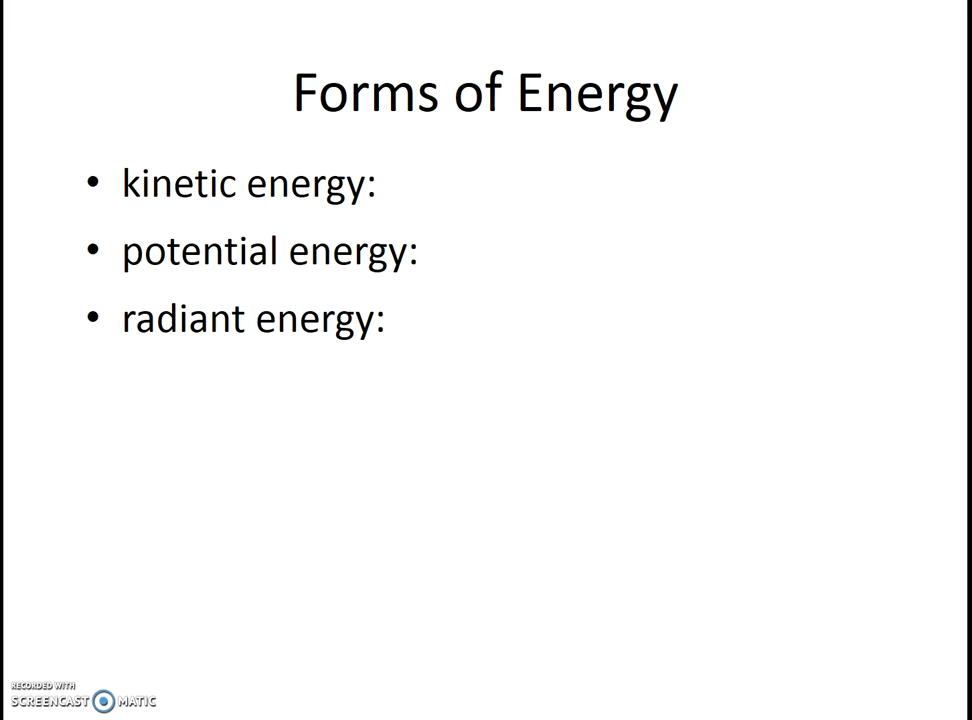 Forms of Energy
• kinetic energy:
• potential energy:
• radiant energy:
RECORDED WITH
SCREENCAST MATIC